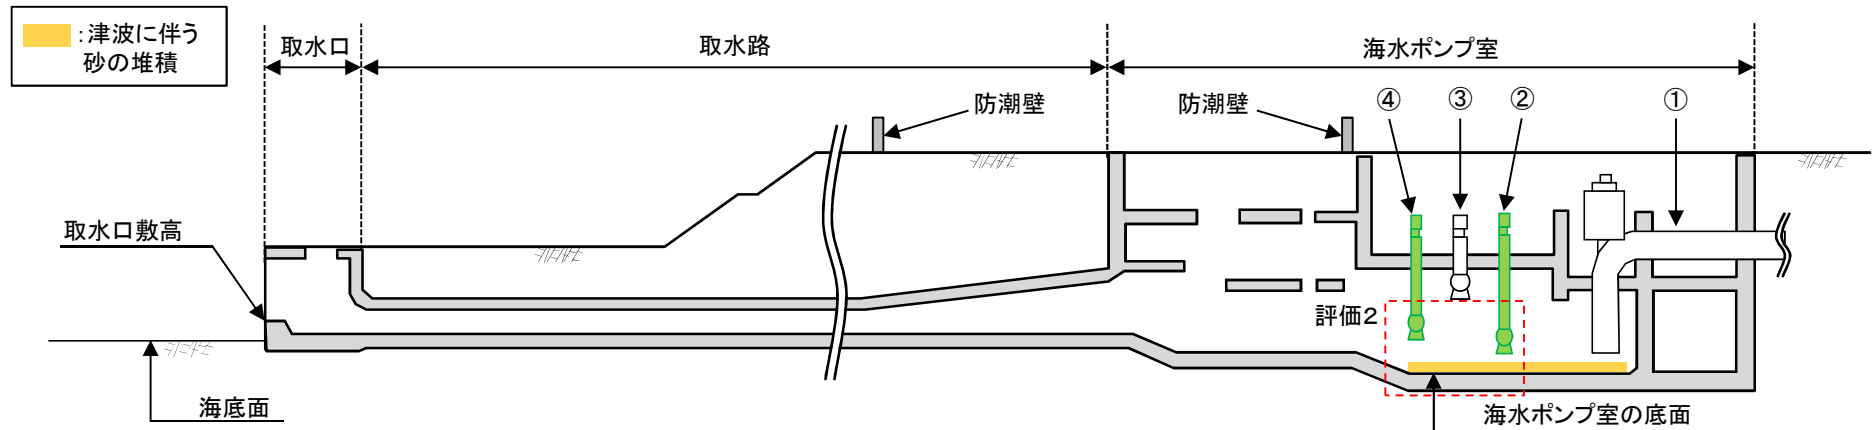 :津波に伴う
砂の堆積
取水口
取水路
海水ポンプ室
防潮壁
防潮壁
④
③
②
①
取水口敷高
評価2
海底面
海水ポンプ室の底面